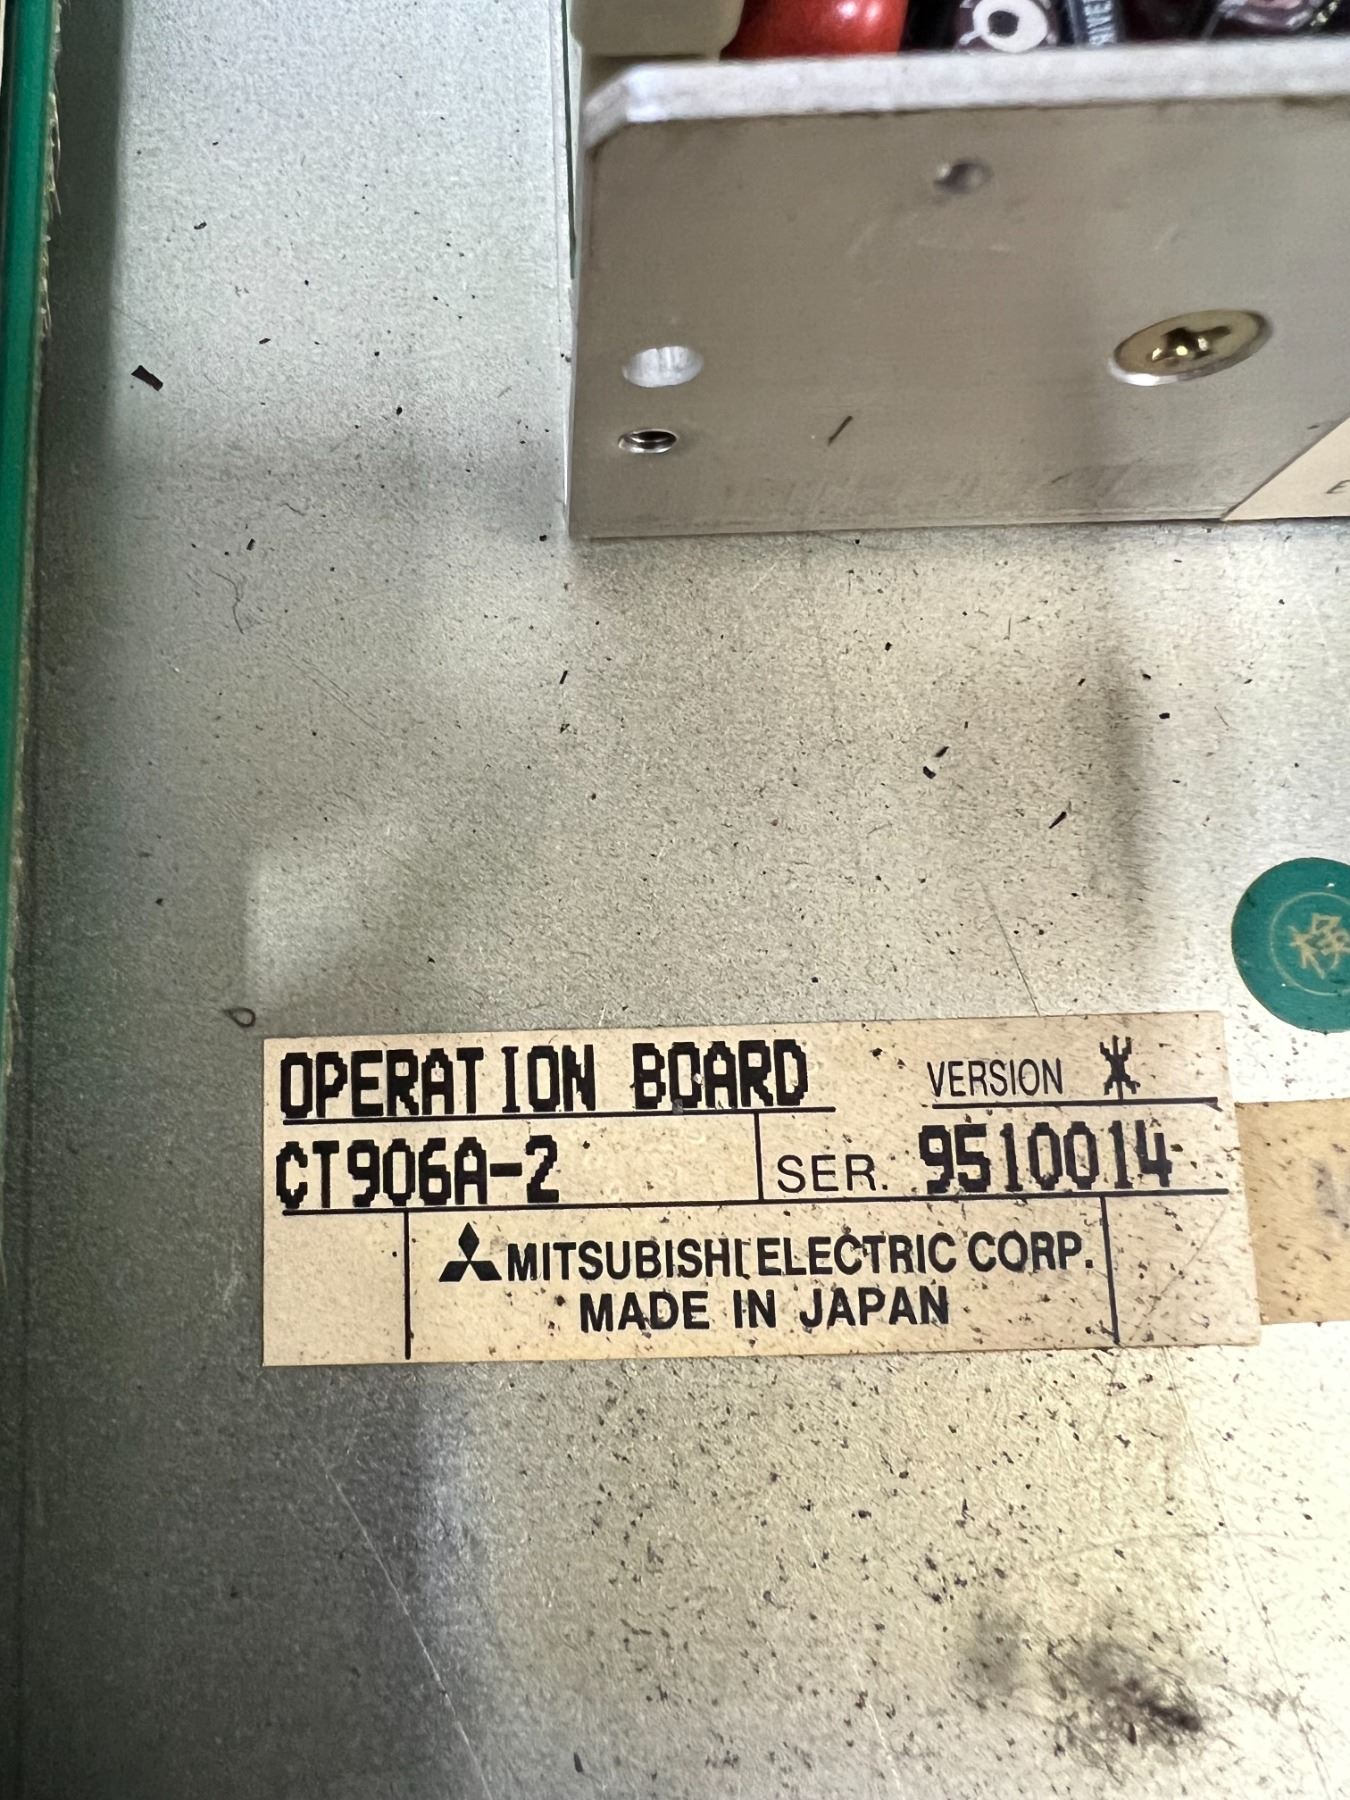 検
OPERATION BOARD VERSION
CT906A-2 SER. 9510014
MITSUBISHI ELECTRIC CORP.
MADE IN JAPAN